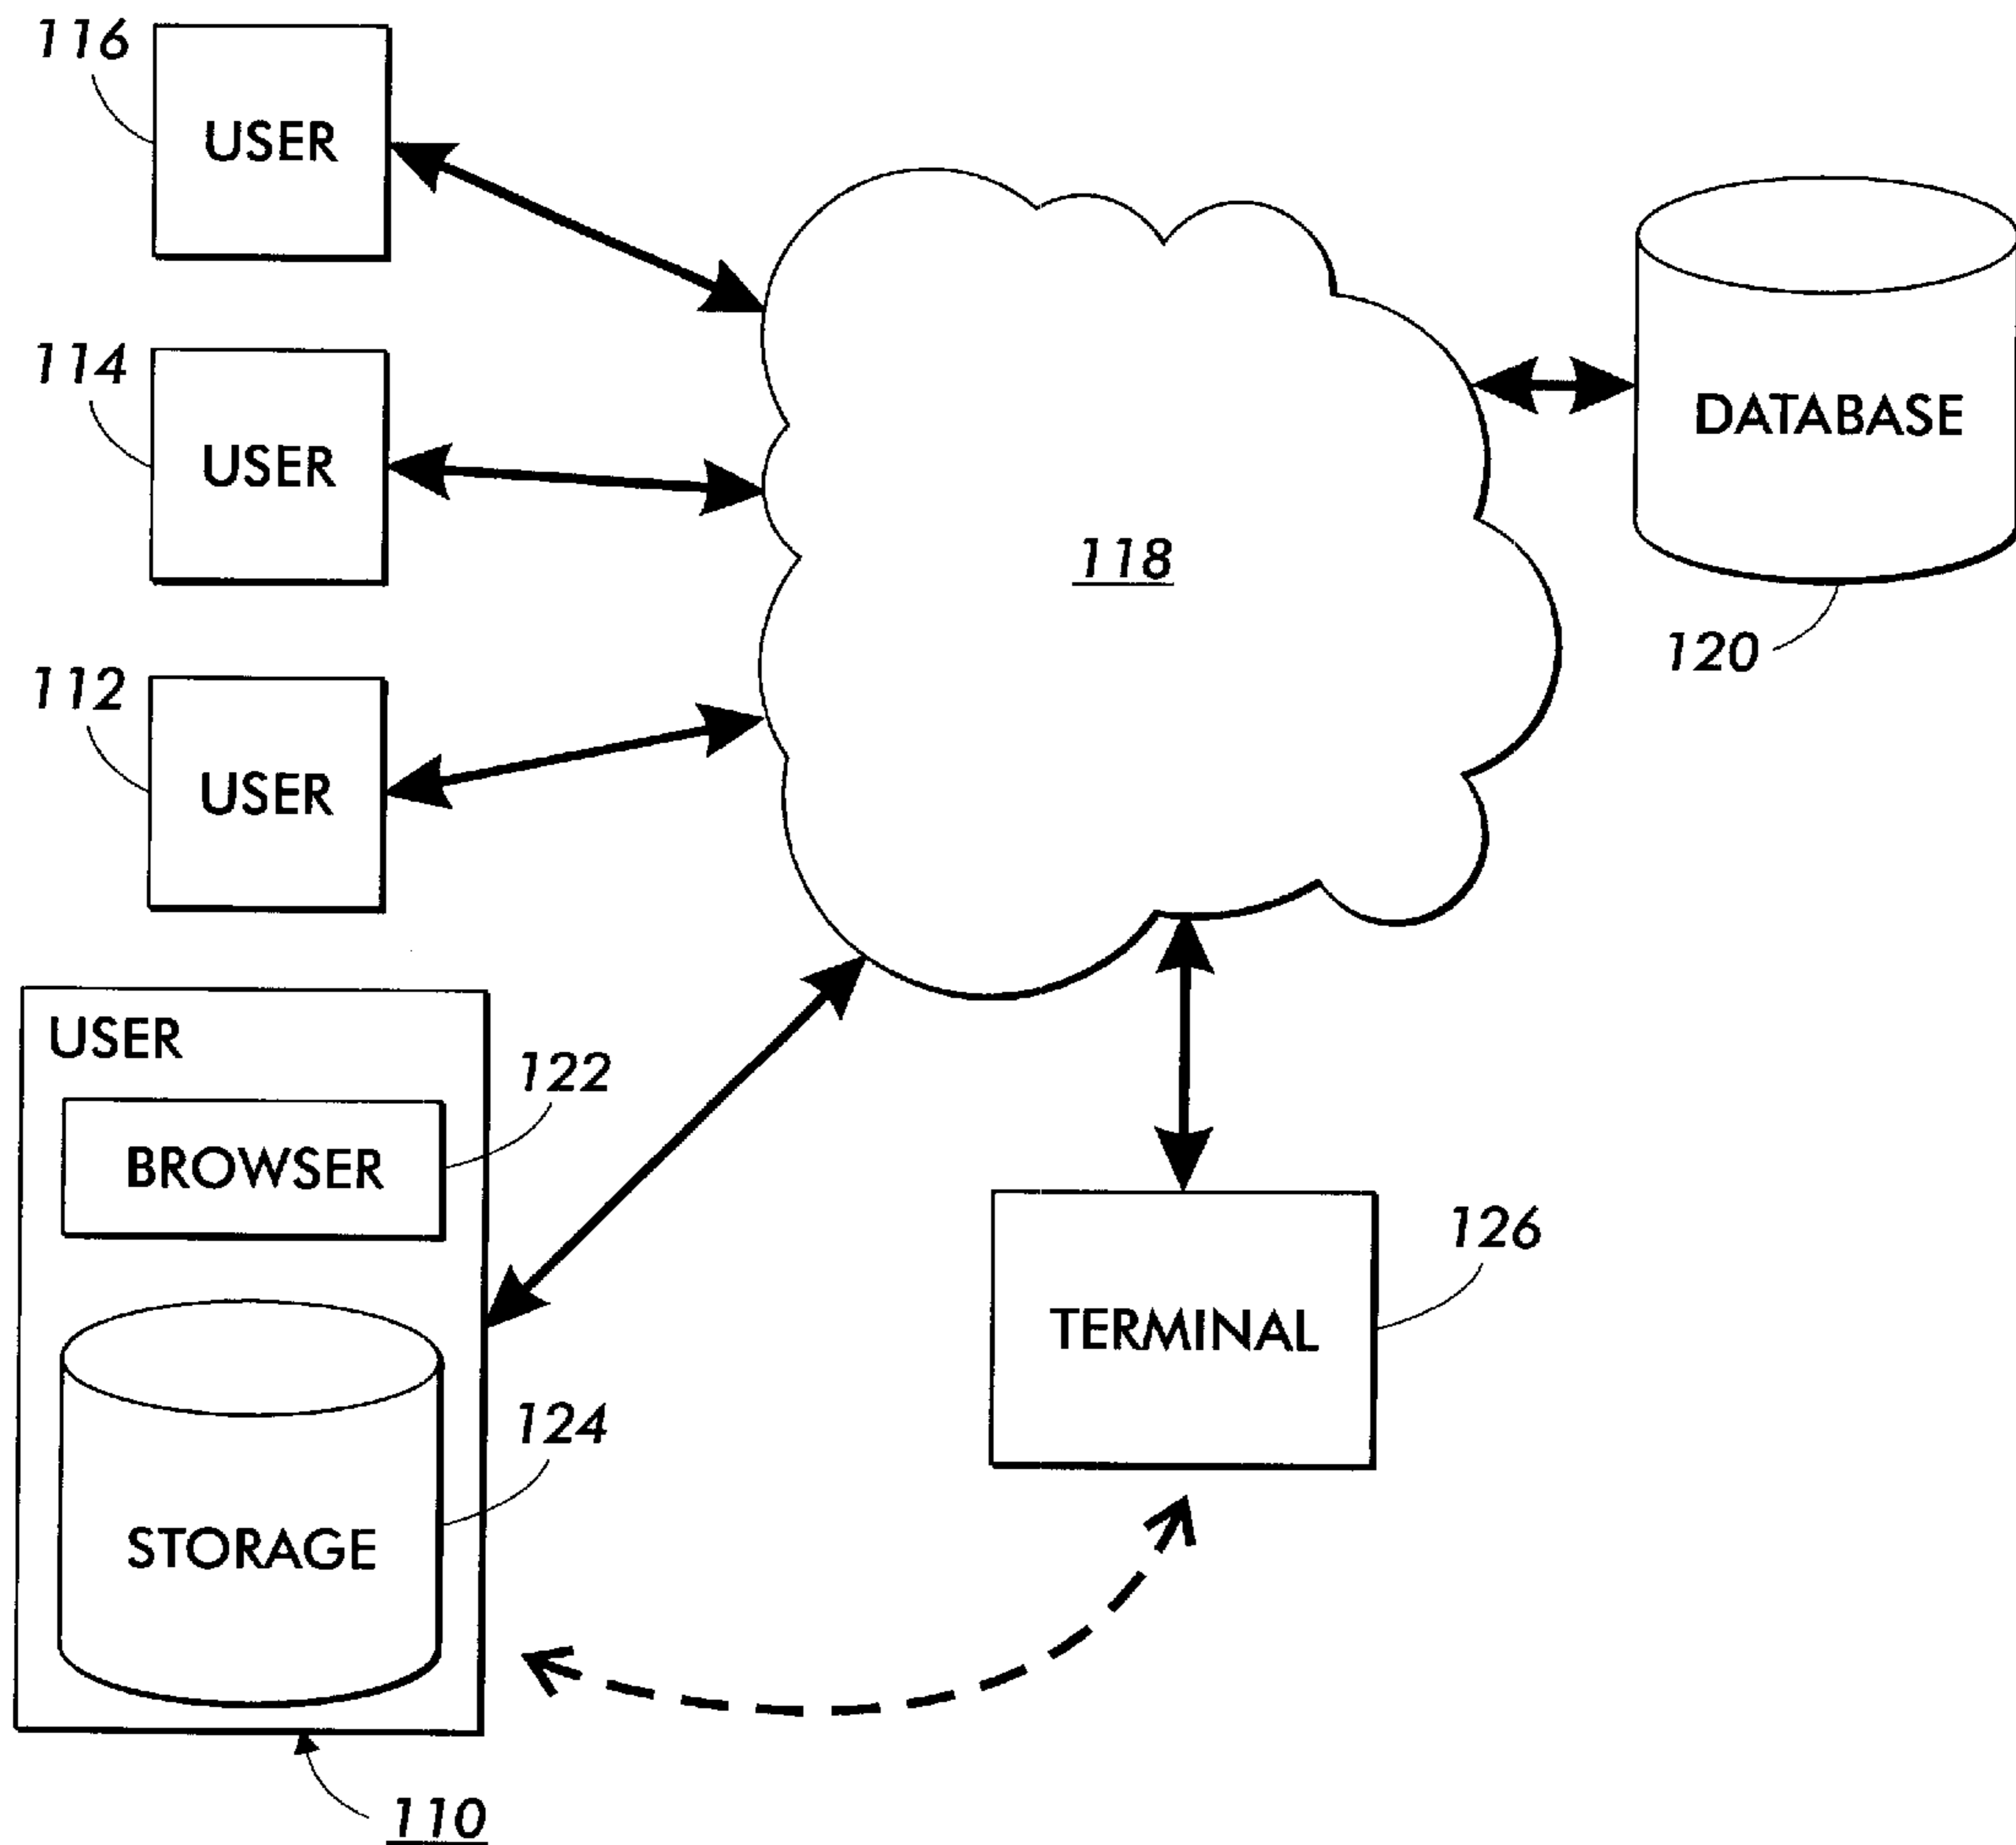 116
USER
114
USER
112
USER
118
DATABASE
120
USER
122
BROWSER
124
STORAGE
110
126
TERMINAL